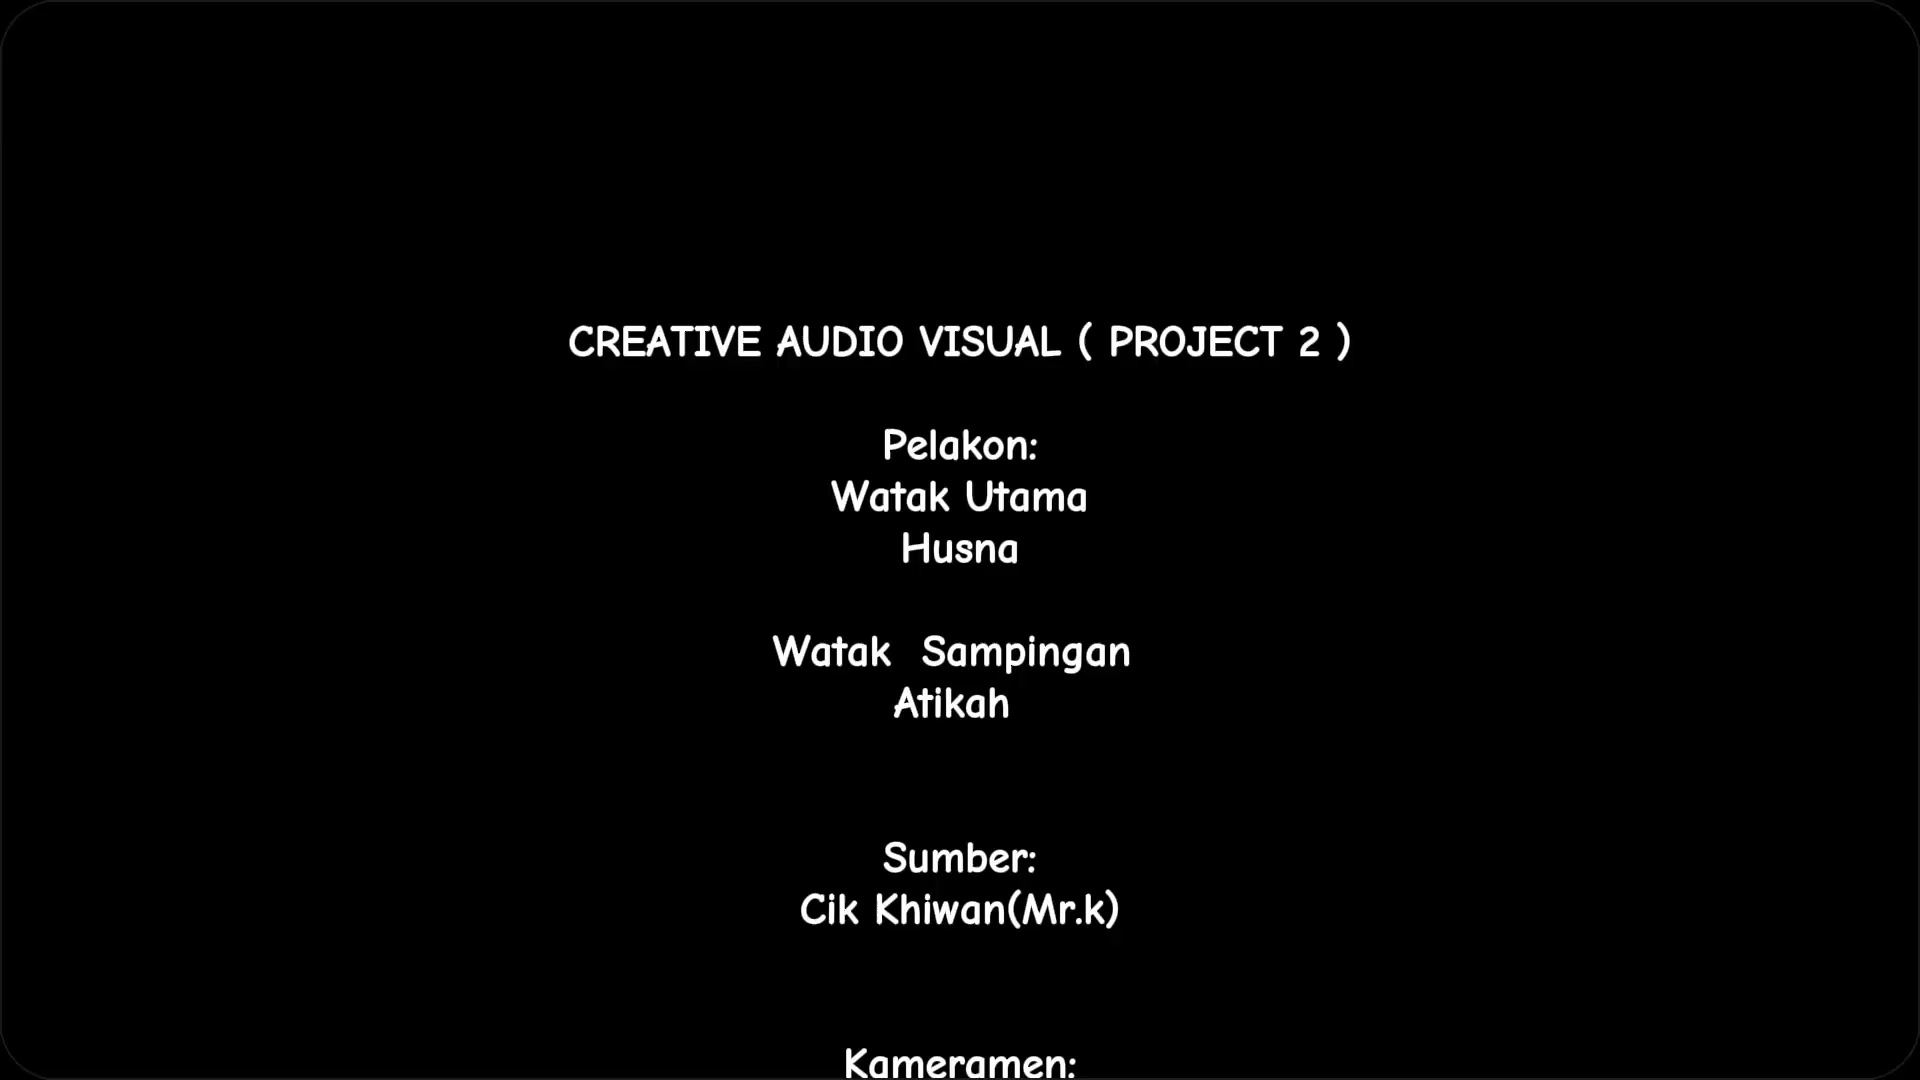 CREATIVE AUDIO VISUAL ( PROJECT 2 )
Pelakon:
Watak Utama
Husna
Watak  Sampingan
Atikah
Sumber:
Cik Khiwan(Mr.k)
Kameramen: